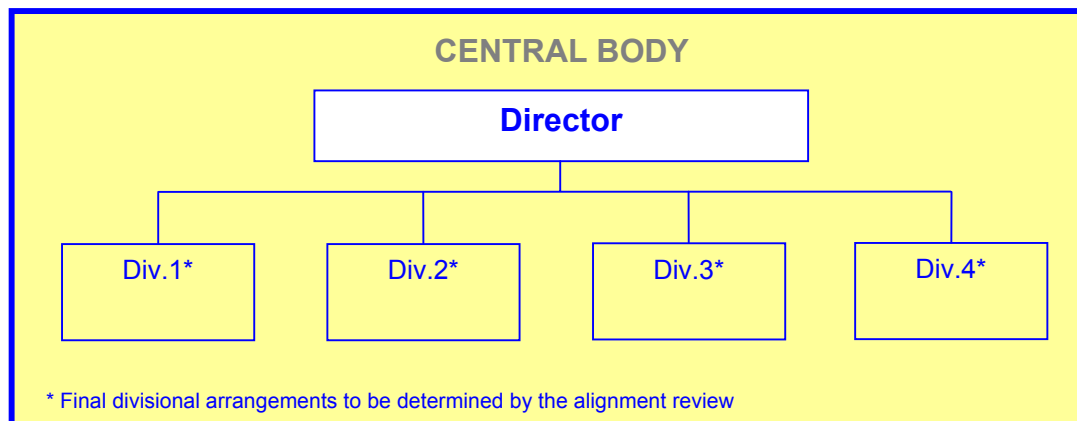 CENTRAL BODY
Director
Div.1*
Div.2*
Div.3*
Div.4*
* Final divisional arrangements to be determined by the alignment review